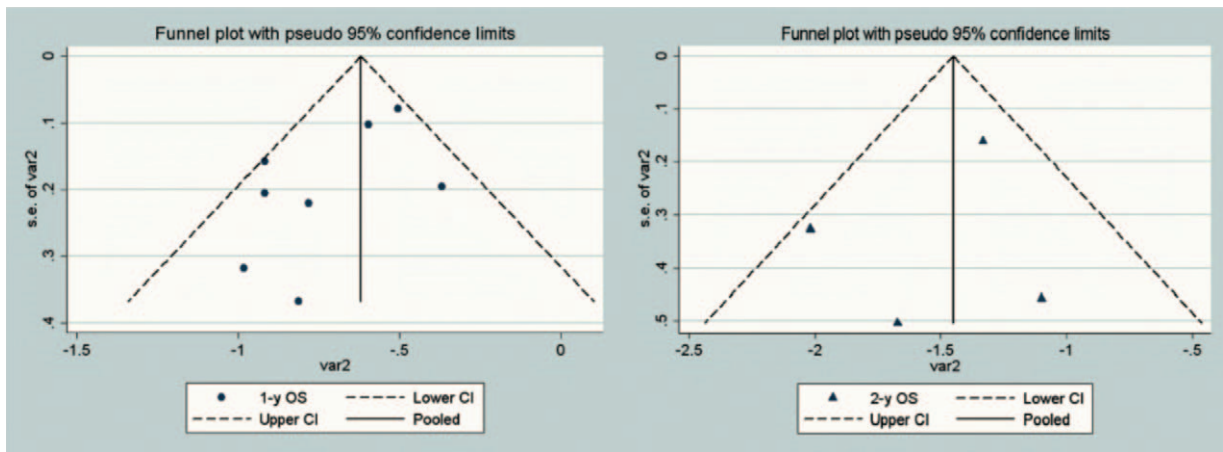 Funnel plot with pseudo 95% confidence limits
0
.1
.2
.3
.4
s.e. of var2
-1.5
-1
-.5
0
var2
1-y OS
Lower CI
Upper CI
Pooled
Funnel plot with pseudo 95% confidence limits
0
.1
.2
.3
.4
.5
s.e. of var2
-2.5
-2
-1.5
-1
-.5
var2
2-y OS
Lower CI
Upper CI
Pooled